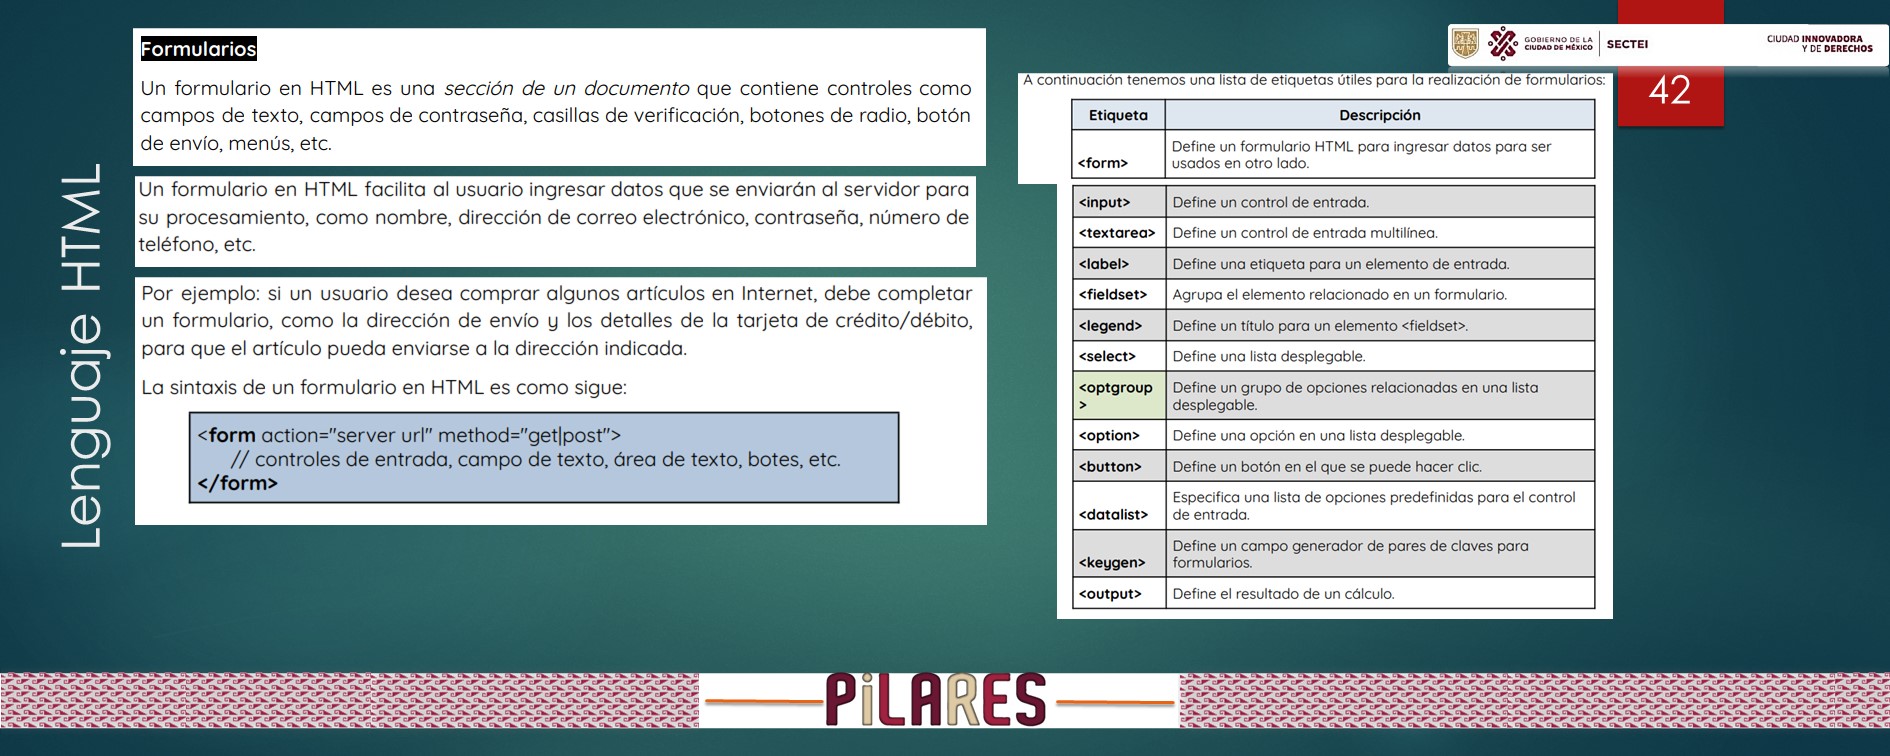 Lenguaje HTML
Formularios
Un formulario en HTML es una sección de un documento que contiene controles como
campos de texto, campos de contraseña, casillas de verificación, botones de radio, botón
de envío, menús, etc.
Un formulario en HTML facilita al usuario ingresar datos que se enviarán al servidor para
su procesamiento, como nombre, dirección de correo electrónico, contraseña, número de
teléfono, etc.
Por ejemplo: si un usuario desea comprar algunos artículos en Internet, debe completar
un formulario, como la dirección de envío y los detalles de la tarjeta de crédito/débito,
para que el artículo pueda enviarse a la dirección indicada.
La sintaxis de un formulario en HTML es como sigue:
<form action="server url" method="get|post">
// controles de entrada, campo de texto, área de texto, botes, etc.
</form>
GOBIERNO DE LA
CIUDAD DE MÉXICO
SECTEI
CIUDAD INNOVADORA
Y DE DERECHOS
42
A continuación tenemos una lista de etiquetas útiles para la realización de formularios:
Etiqueta Descripción
<form> Define un formulario HTML para ingresar datos para ser
usados en otro lado.
<input> Define un control de entrada.
<textarea> Define un control de entrada multilínea.
<label> Define una etiqueta para un elemento de entrada.
<fieldset> Agrupa el elemento relacionado en un formulario.
<legend> Define un título para un elemento <fieldset>.
<select> Define una lista desplegable.
<optgroup Define un grupo de opciones relacionadas en una lista
> desplegable.
<option> Define una opción en una lista desplegable.
<button> Define un botón en el que se puede hacer clic.
<datalist> Especifica una lista de opciones predefinidas para el control
de entrada.
<keygen> Define un campo generador de pares de claves para
formularios.
<output> Define el resultado de un cálculo.
PiLARES